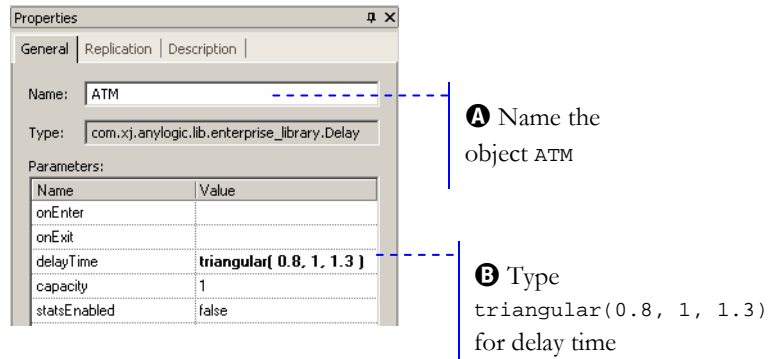 Properties
General Replication Description
Name: ATM
Type: com.xj.anylogic.lib.enterprise_library.Delay
Parameters:
Name Value
onEnter
onExit
delayTime triangular( 0.8, 1, 1.3 )
capacity 1
statsEnabled false
A Name the
object ATM
B Type
triangular(0.8, 1, 1.3)
for delay time